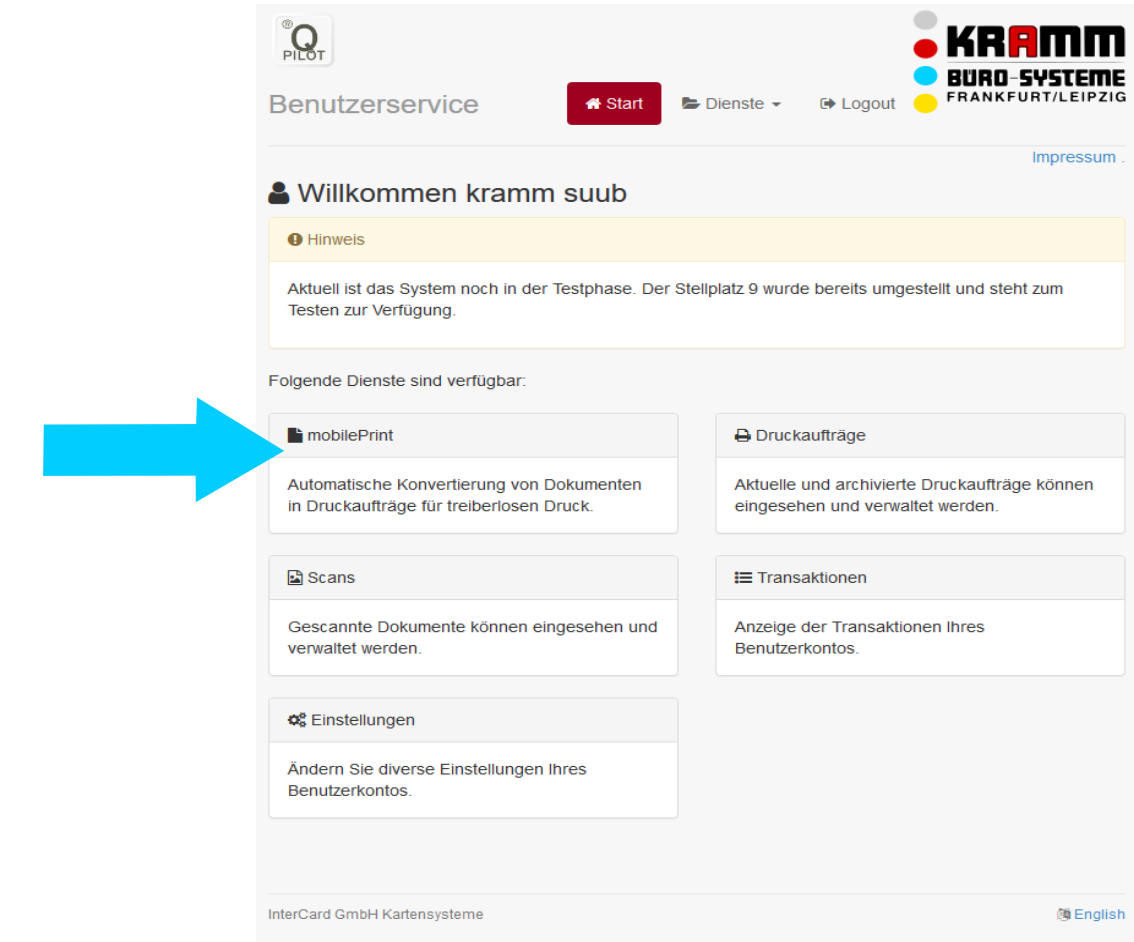 ®
Q
PILOT
KRAMM
BÜRO-SYSTEME
FRANKFURT/LEIPZIG
Benutzerservice
Start
Dienste
Logout
Impressum .
Willkommen kramm suub
Hinweis
Aktuell ist das System noch in der Testphase. Der Stellplatz 9 wurde bereits umgestellt und steht zum
Testen zur Verfügung.
Folgende Dienste sind verfügbar:
mobilePrint
Automatische Konvertierung von Dokumenten
in Druckaufträge für treiberlosen Druck.
Druckaufträge
Aktuelle und archivierte Druckaufträge können
eingesehen und verwaltet werden.
Scans
Gescannte Dokumente können eingesehen und
verwaltet werden.
Transaktionen
Anzeige der Transaktionen Ihres
Benutzerkontos.
Einstellungen
Ändern Sie diverse Einstellungen Ihres
Benutzerkontos.
InterCard GmbH Kartensysteme
English